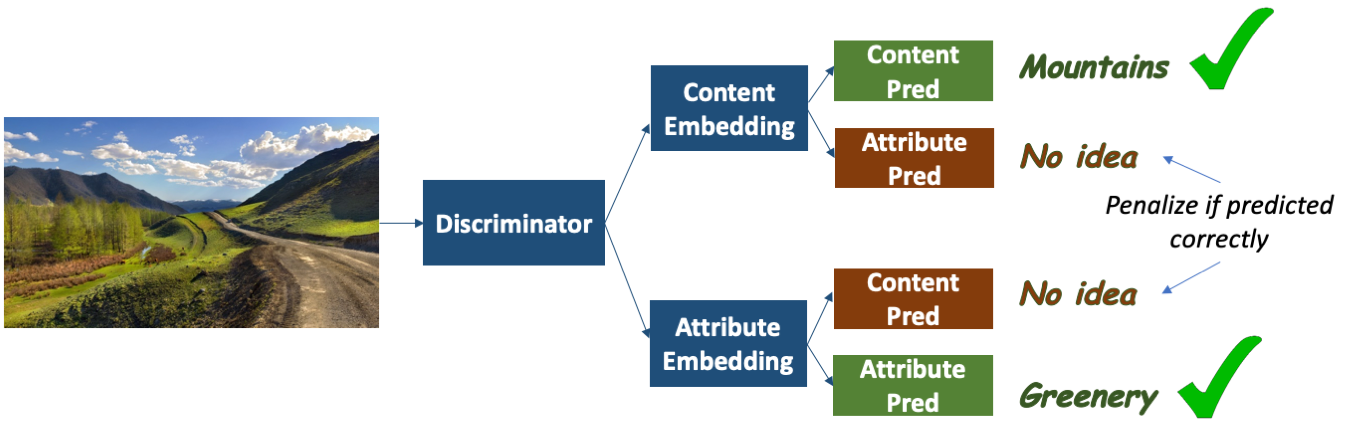 Discriminator
Content
Embedding
Content
Pred
Mountains
Attribute
Pred
No idea
Penalize if predicted
correctly
Attribute
Embedding
Content
Pred
No idea
Attribute
Pred
Greenery